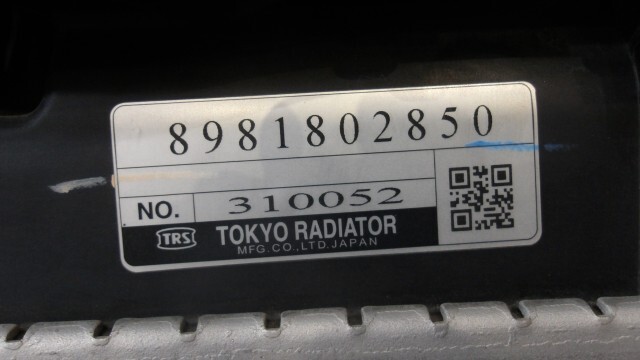 8981802850
NO. 310052
TRS TOKYO RADIATOR
MFG.CO.,LTD.JAPAN